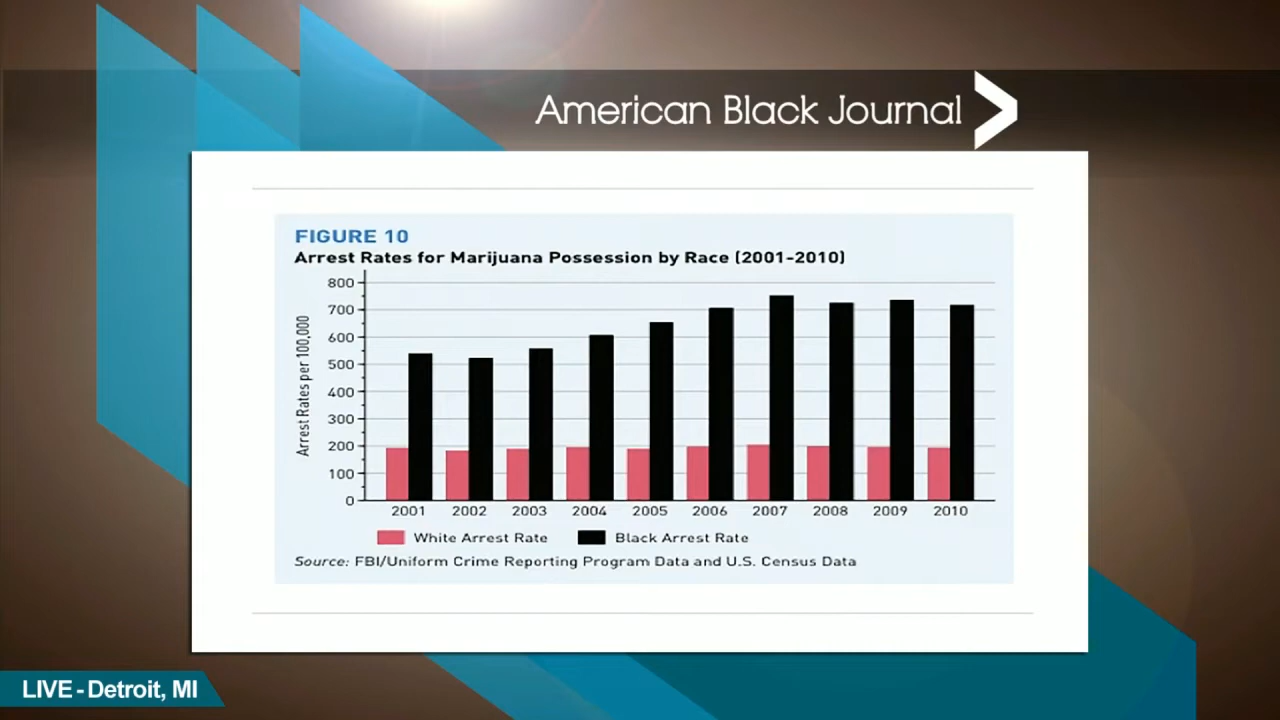 American Black Journal
FIGURE 10
Arrest Rates for Marijuana Possession by Race (2001-2010)
Arrest Rates per 100,000
800
700
600
500
400
300
200
100
0
2001 2002 2003 2004 2005 2006 2007 2008 2009 2010
White Arrest Rate Black Arrest Rate
Source: FBI/Uniform Crime Reporting Program Data and U.S. Census Data
LIVE - Detroit, MI